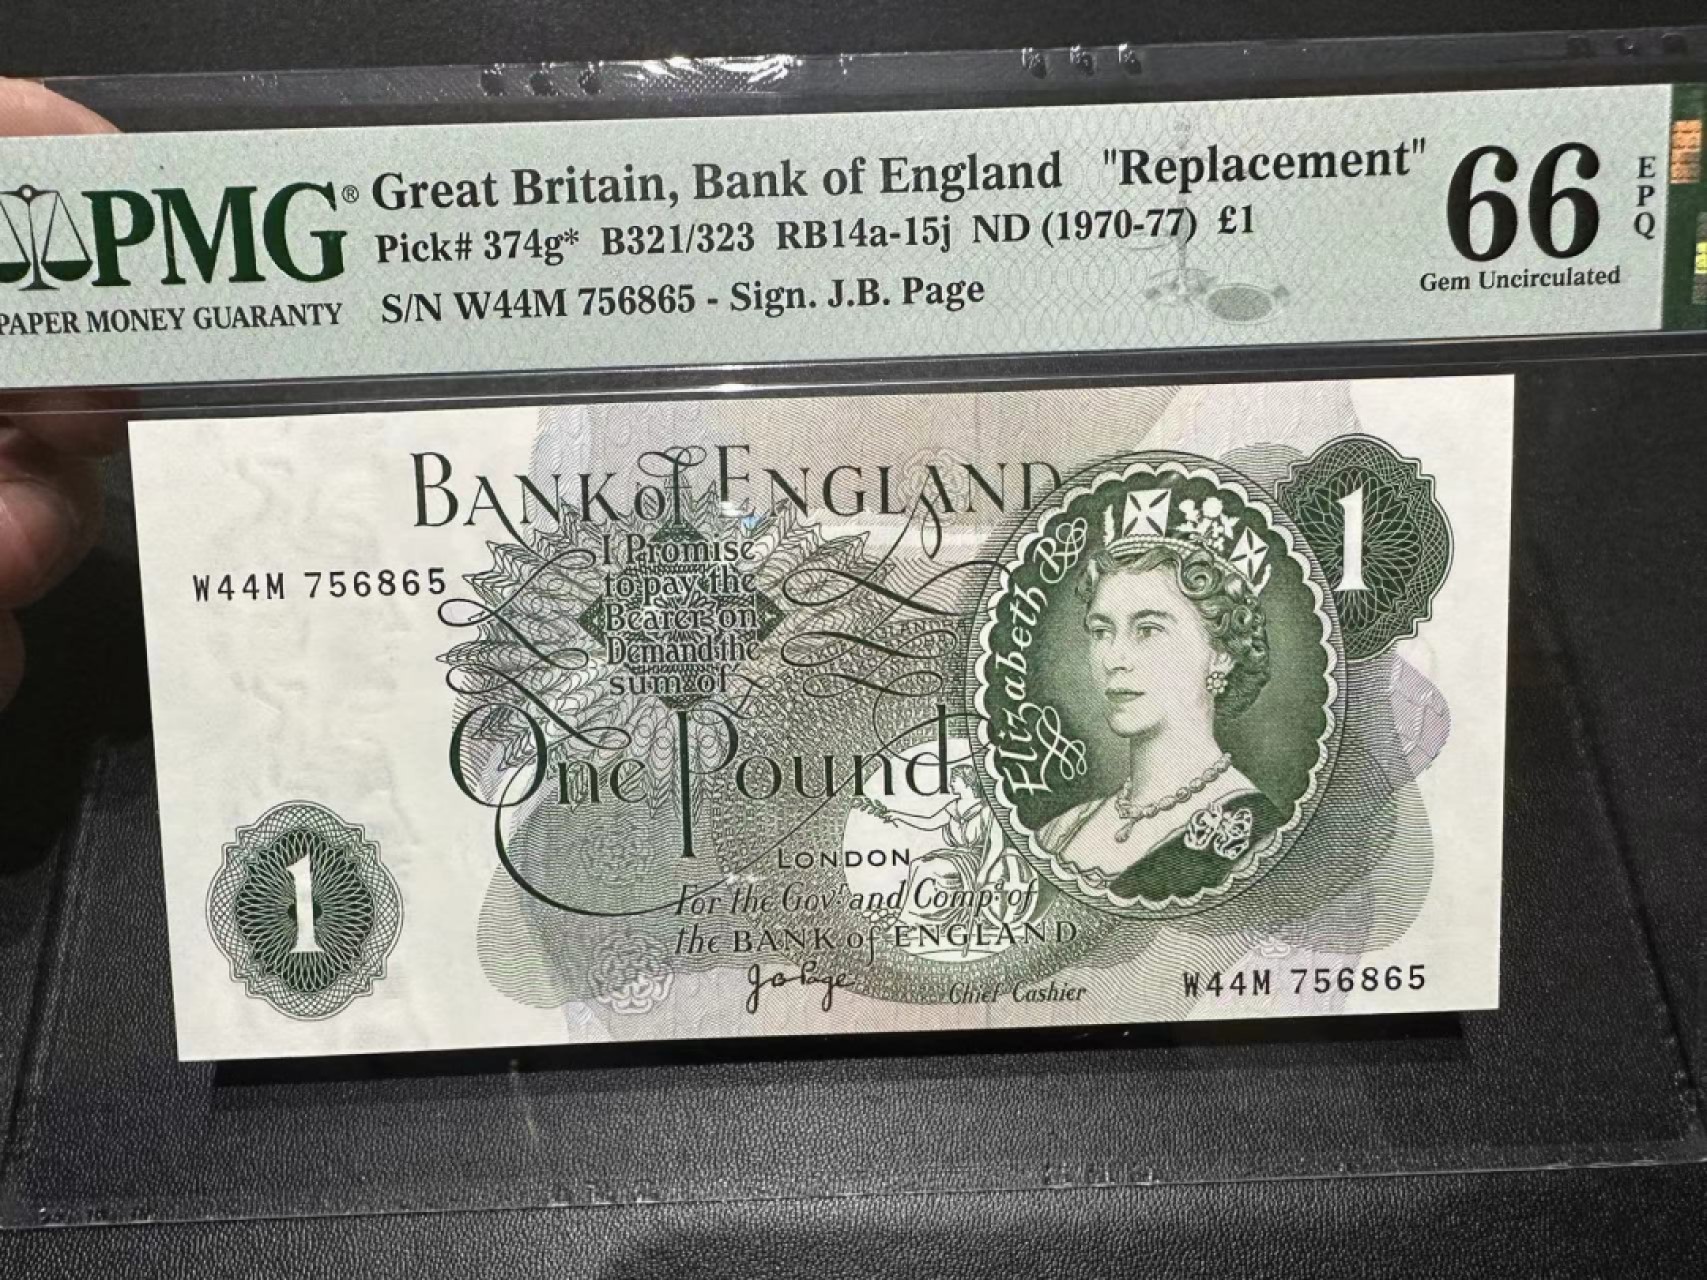 PMG®
PAPER MONEY GUARANTY
Great Britain, Bank of England "Replacement"
Pick# 374g* B321/323 RB14a-15j ND (1970-77) £1
S/N W44M 756865 - Sign. J.B. Page
66
EPQ
Gem Uncirculated
BANK of ENGLAND
W44M 756865
I Promise
to pay the
Bearer on
Demand the
sum of
One Pound
LONDON
For the Govr. and Compa. of
the BANK of ENGLAND
Chief Cashier
Elizabeth R
1
1
W44M 756865